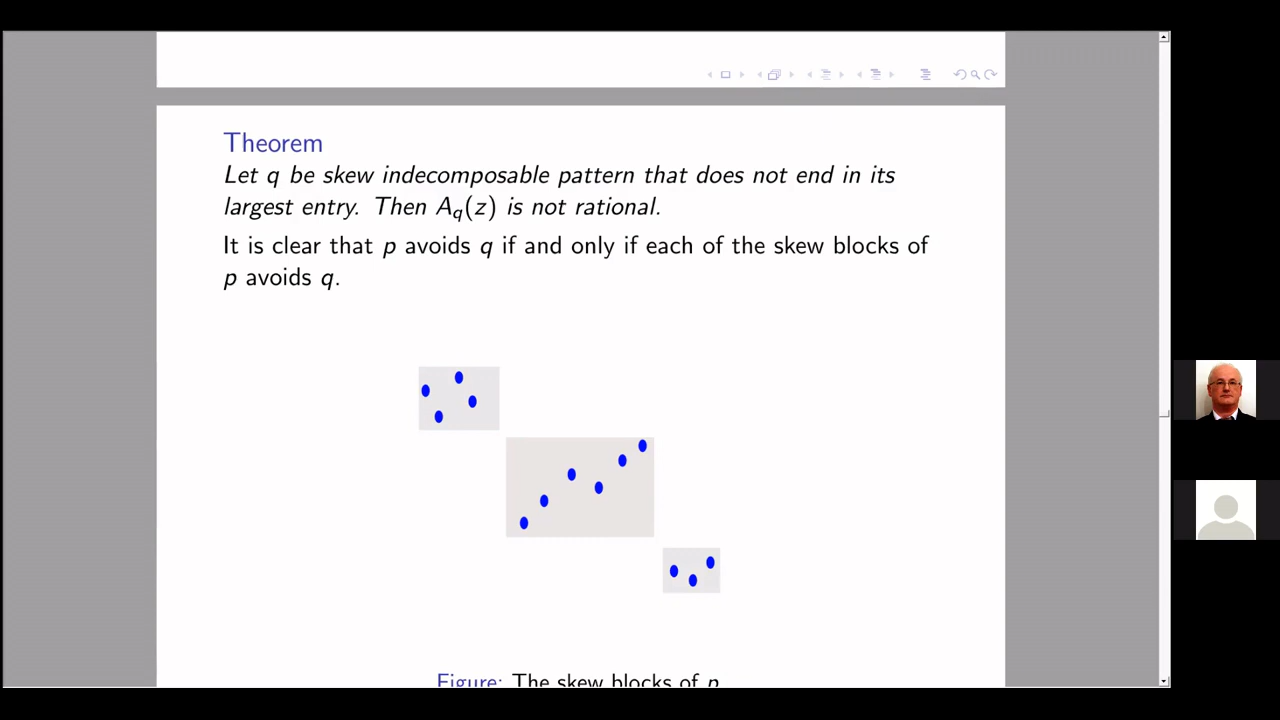 Theorem
Let q be skew indecomposable pattern that does not end in its
largest entry. Then A_q(z) is not rational.
It is clear that p avoids q if and only if each of the skew blocks of
p avoids q.
Figure: The skew blocks of p